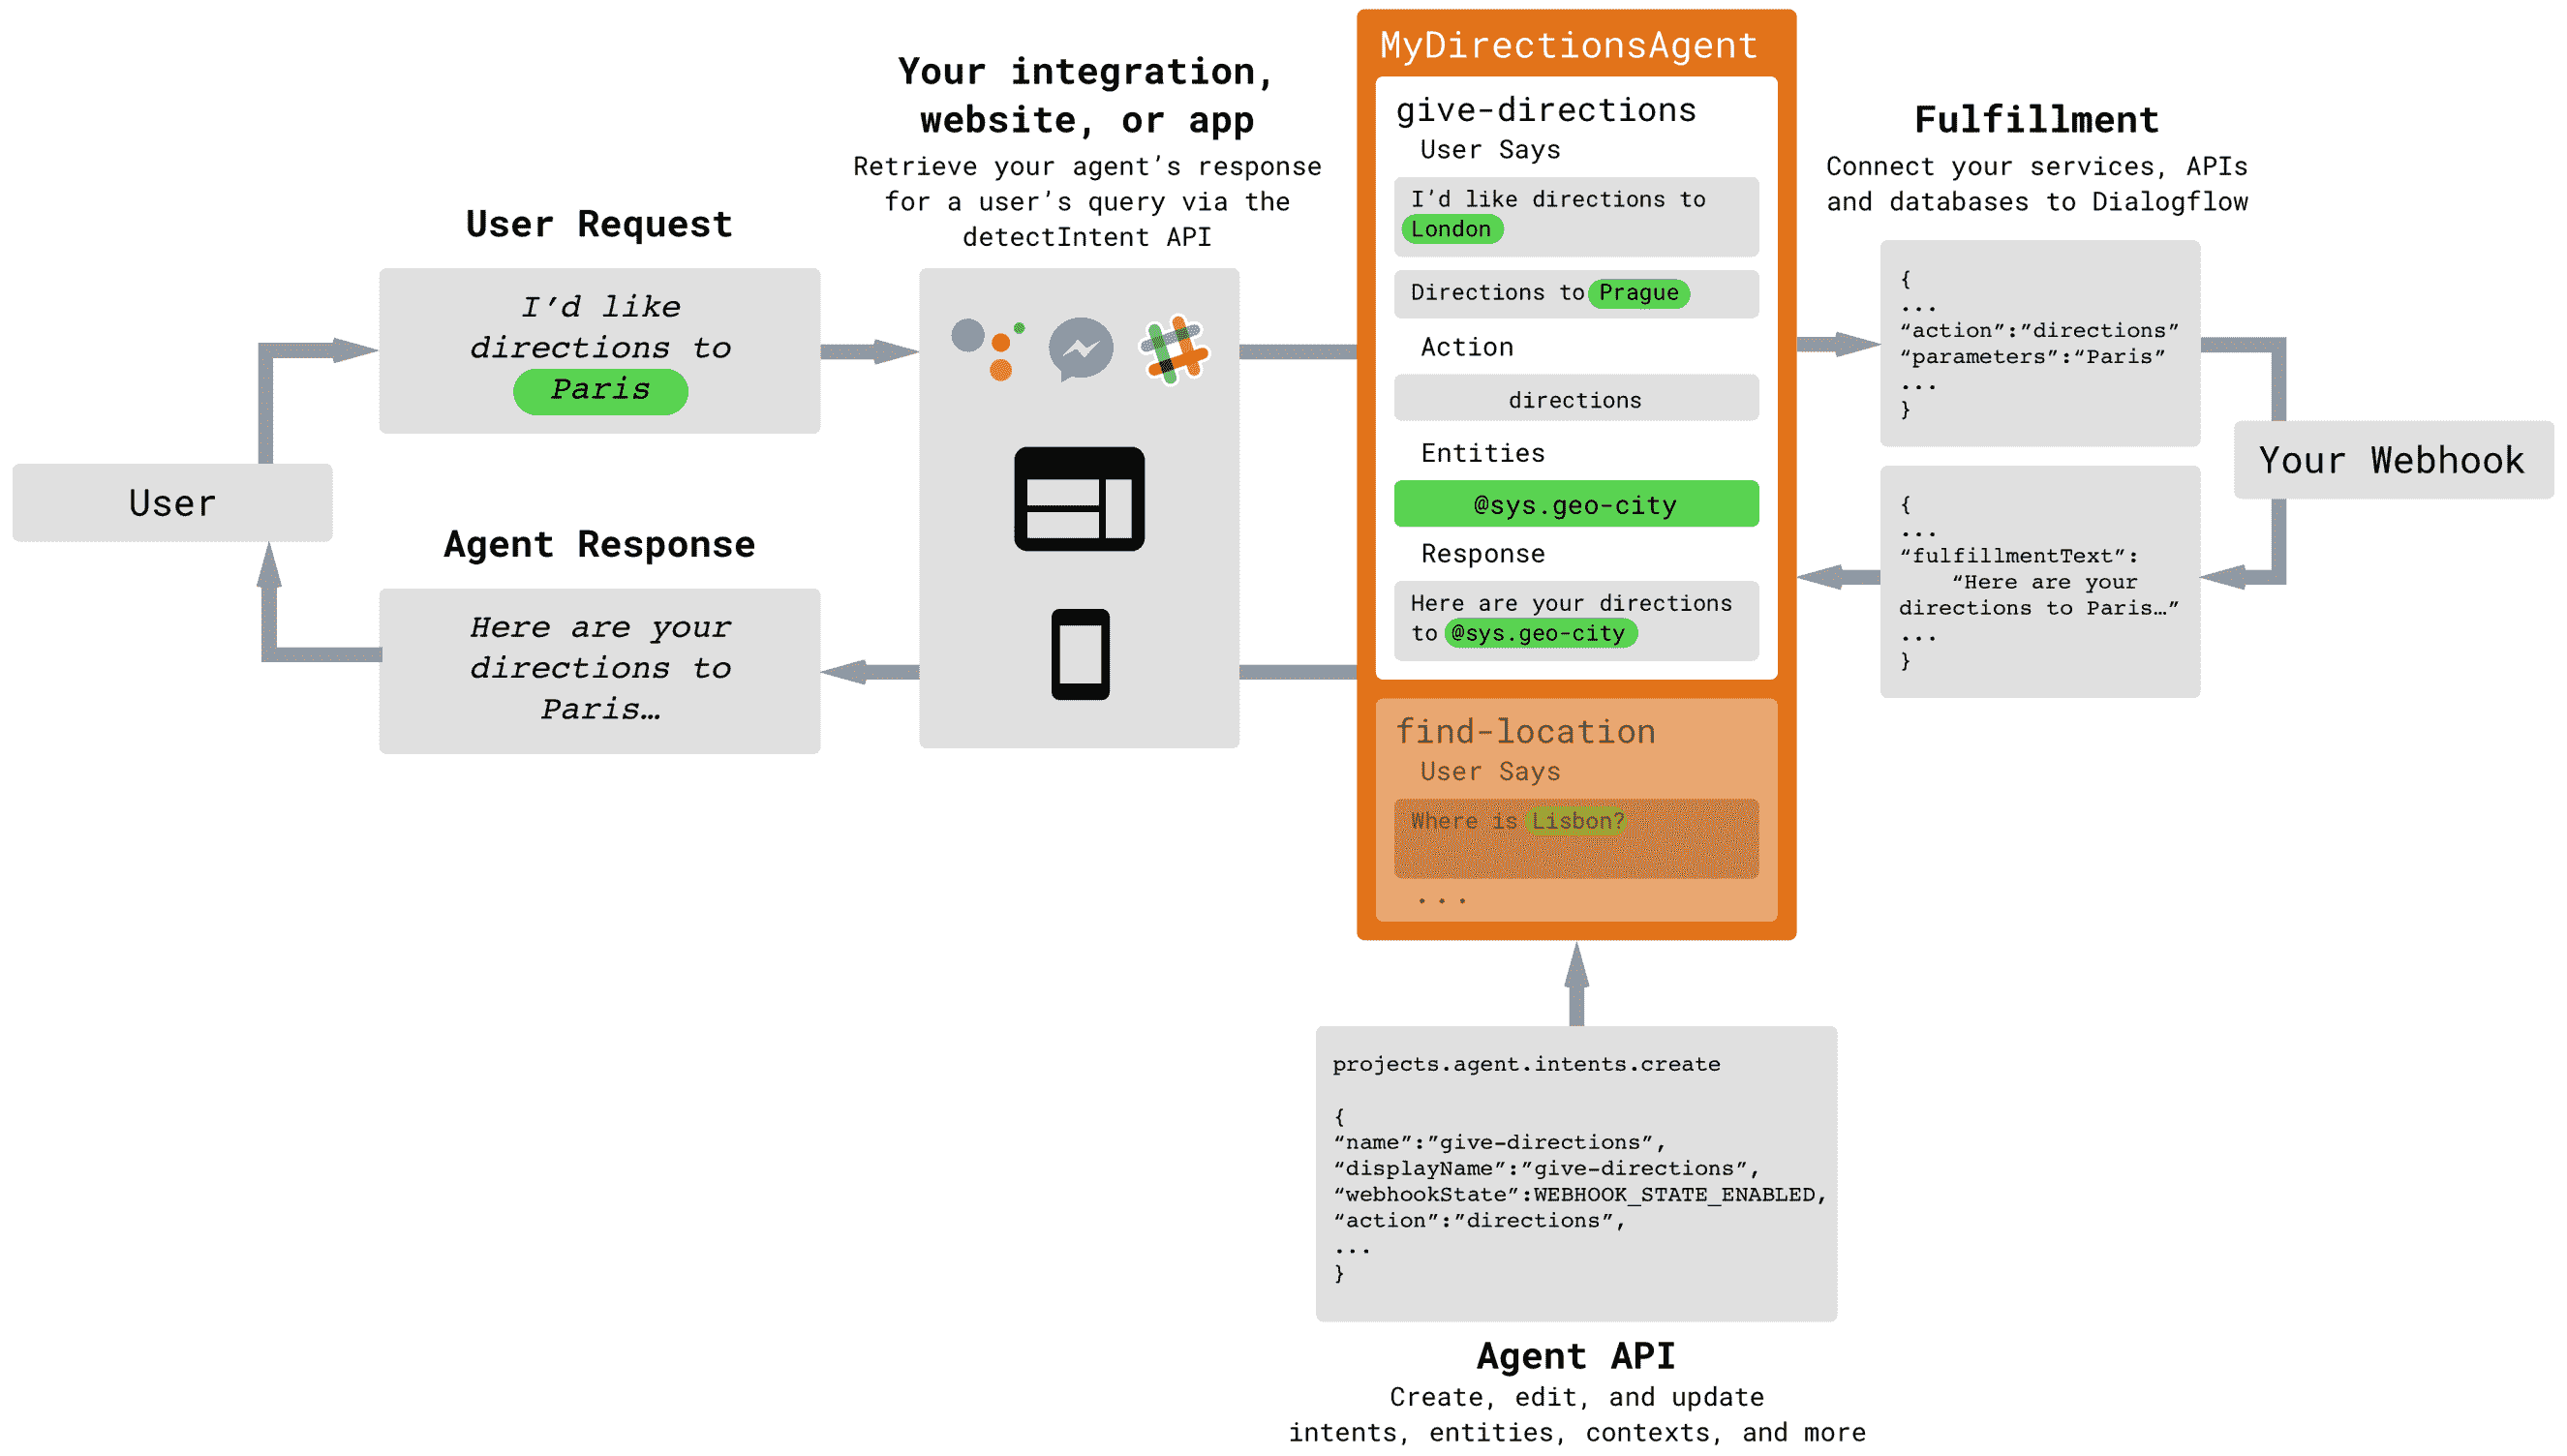 User
User Request
I’d like
directions to
Paris
Agent Response
Here are your
directions to
Paris…
Your integration,
website, or app
Retrieve your agent’s response
for a user’s query via the
detectIntent API
MyDirectionsAgent
give-directions
User Says
I’d like directions to
London
Directions to Prague
Action
directions
Entities
@sys.geo-city
Response
Here are your directions
to @sys.geo-city
find-location
User Says
Where is Lisbon?
...
Fulfillment
Connect your services, APIs
and databases to Dialogflow
{
...
“action”:”directions”
“parameters”:“Paris”
...
}
Your Webhook
{
...
“fulfillmentText”:
“Here are your
directions to Paris…”
...
}
projects.agent.intents.create
{
“name”:”give-directions”,
“displayName”:”give-directions”,
“webhookState”:WEBHOOK_STATE_ENABLED,
“action”:”directions”,
...
}
Agent API
Create, edit, and update
intents, entities, contexts, and more